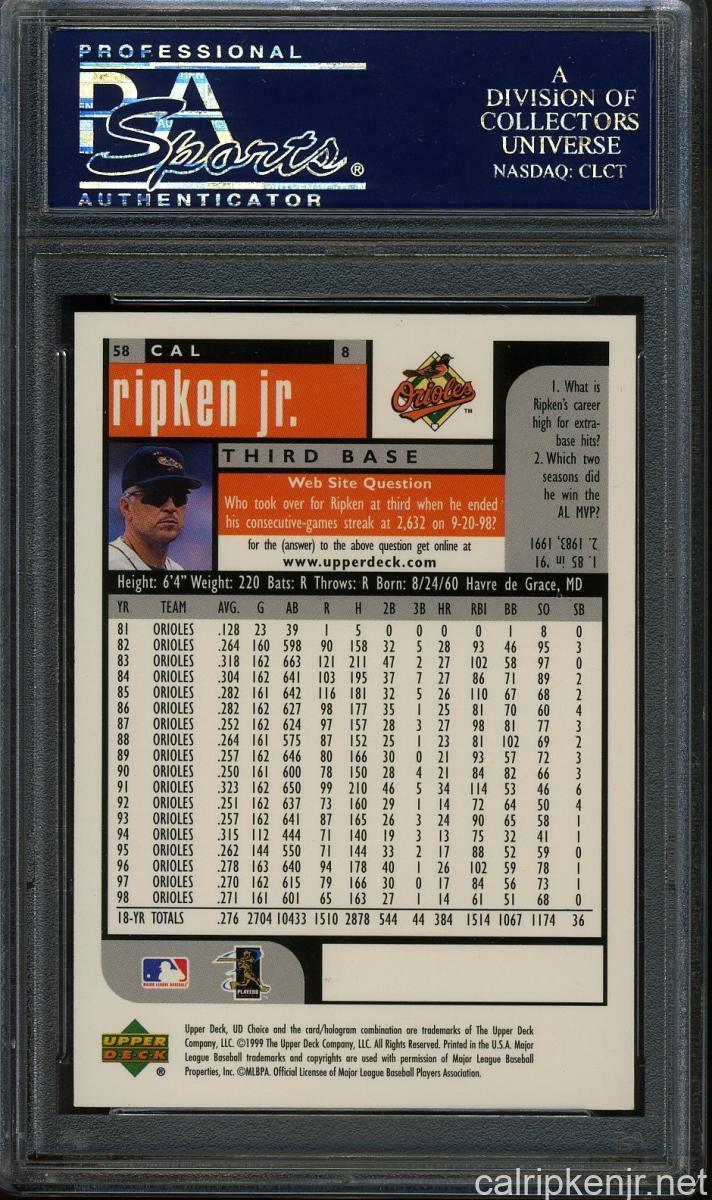 PROFESSIONAL
PSA
Sports®
AUTHENTICATOR
A
DIVISION OF
COLLECTORS
UNIVERSE
NASDAQ: CLCT
58 CAL 8
ripken jr.
Orioles ™
THIRD BASE
Web Site Question
Who took over for Ripken at third when he ended
his consecutive-games streak at 2,632 on 9-20-98?
for the (answer) to the above question get online at
www.upperdeck.com
1. What is
Ripken's career
high for extra-
base hits?
2. Which two
seasons did
he win the
AL MVP?
1. 85 in '91
2. 1983, 1991
Height: 6'4" Weight: 220 Bats: R Throws: R Born: 8/24/60 Havre de Grace, MD
YR TEAM AVG. G AB R H 2B 3B HR RBI BB SO SB
81 ORIOLES .128 23 39 1 5 0 0 0 0 1 8 0
82 ORIOLES .264 160 598 90 158 32 5 28 93 46 95 3
83 ORIOLES .318 162 663 121 211 47 2 27 102 58 97 0
84 ORIOLES .304 162 641 103 195 37 7 27 86 71 89 2
85 ORIOLES .282 161 642 116 181 32 5 26 110 67 68 2
86 ORIOLES .282 162 627 98 177 35 1 25 81 70 60 4
87 ORIOLES .252 162 624 97 157 28 3 27 98 81 77 3
88 ORIOLES .264 161 575 87 152 25 1 23 81 102 69 2
89 ORIOLES .257 162 646 80 166 30 0 21 93 57 72 3
90 ORIOLES .250 161 600 78 150 28 4 21 84 82 66 3
91 ORIOLES .323 162 650 99 210 46 5 34 114 53 46 6
92 ORIOLES .251 162 637 73 160 29 1 14 72 64 50 4
93 ORIOLES .257 162 641 87 165 26 3 24 90 65 58 1
94 ORIOLES .315 112 444 71 140 19 3 13 75 32 41 1
95 ORIOLES .262 144 550 71 144 33 2 17 88 52 59 0
96 ORIOLES .278 163 640 94 178 40 1 26 102 59 78 1
97 ORIOLES .270 162 615 79 166 30 0 17 84 56 73 1
98 ORIOLES .271 161 601 65 163 27 1 14 61 51 68 0
18-YR TOTALS .276 2704 10433 1510 2878 544 44 384 1514 1067 1174 36
MAJOR LEAGUE BASEBALL
PLAYERS
UPPER
DECK
®
Upper Deck, UD Choice and the card/hologram combination are trademarks of The Upper Deck
Company, LLC. ©1999 The Upper Deck Company, LLC. All Rights Reserved. Printed in the U.S.A. Major
League Baseball trademarks and copyrights are used with permission of Major League Baseball
Properties, Inc. ©MLBPA. Official Licensee of Major League Baseball Players Association.
calripkenjr.net